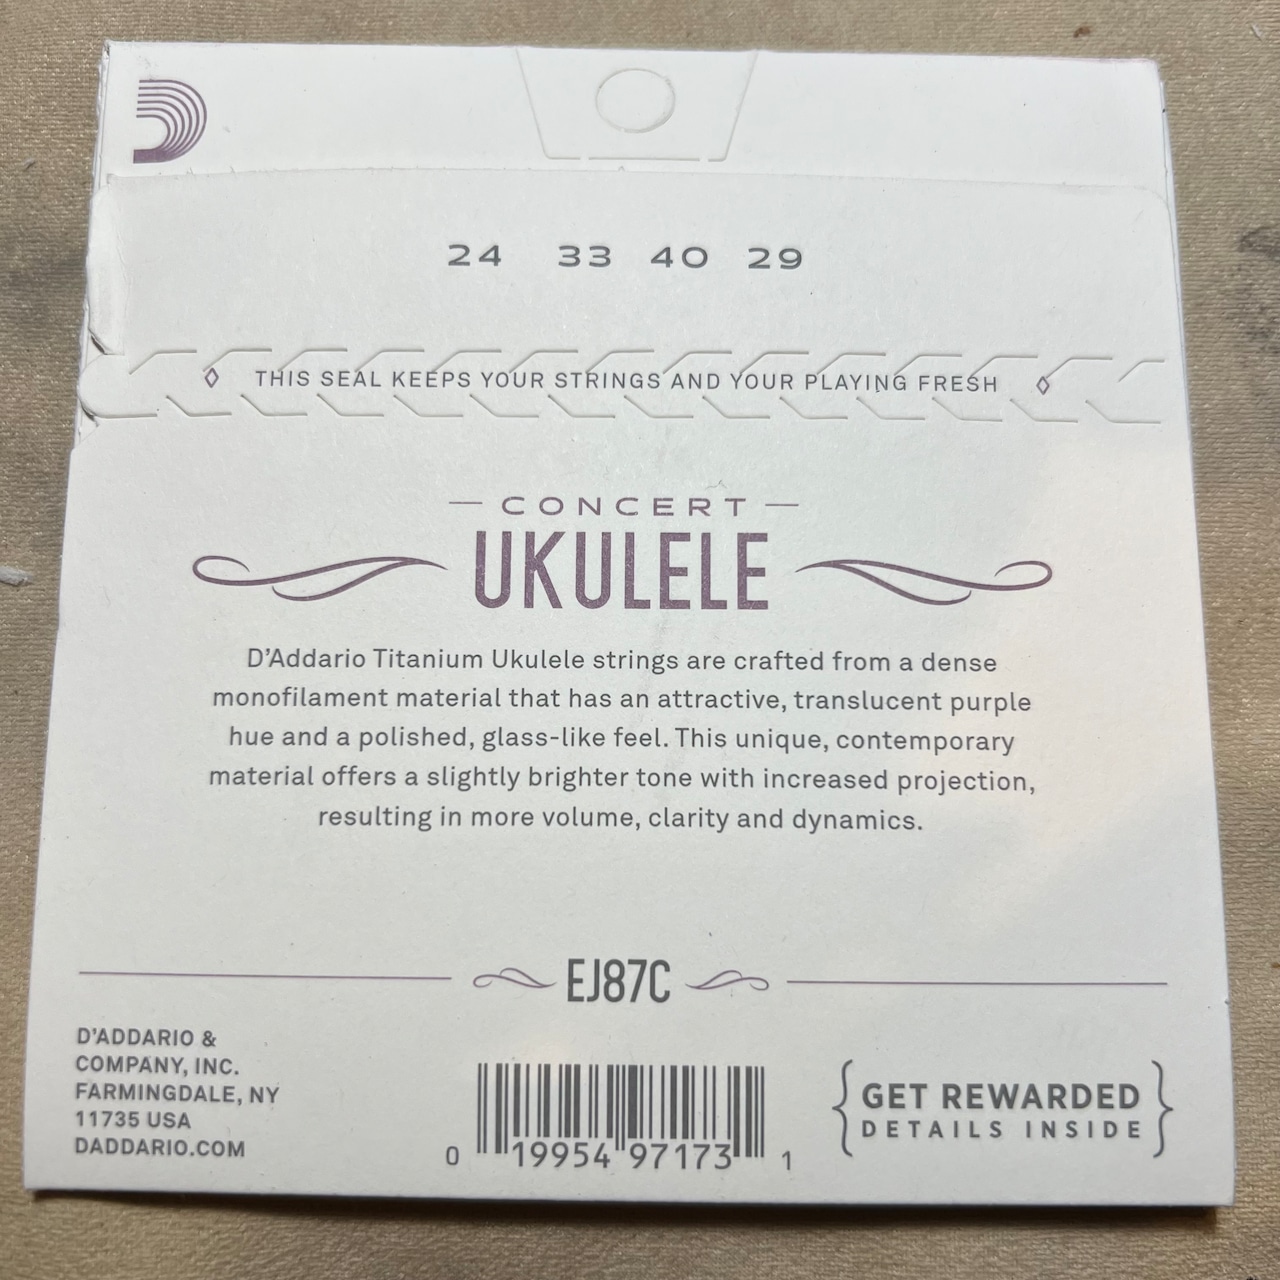 24 33 40 29
THIS SEAL KEEPS YOUR STRINGS AND YOUR PLAYING FRESH
CONCERT
UKULELE
D'Addario Titanium Ukulele strings are crafted from a dense
monofilament material that has an attractive, translucent purple
hue and a polished, glass-like feel. This unique, contemporary
material offers a slightly brighter tone with increased projection,
resulting in more volume, clarity and dynamics.
EJ87C
D'ADDARIO &
COMPANY, INC.
FARMINGDALE, NY
11735 USA
DADDARIO.COM
0 19954 97173 1
GET REWARDED
DETAILS INSIDE